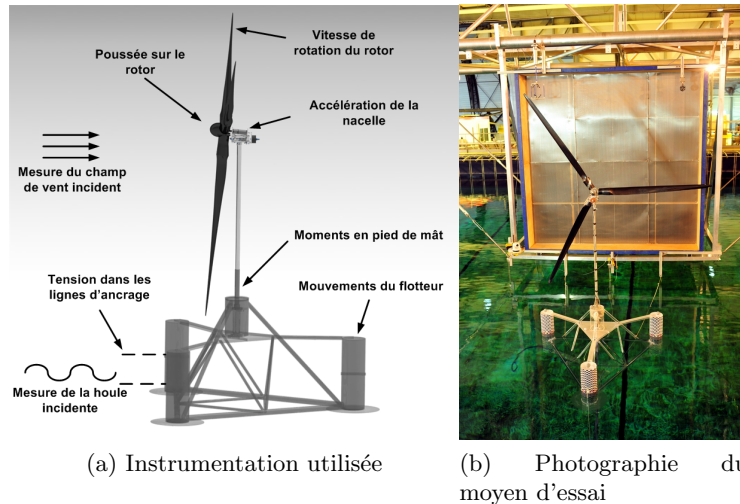 Vitesse de
rotation du rotor
Poussée sur le
rotor
Accélération de la
nacelle
Mesure du champ
de vent incident
Moments en pied de mât
Tension dans les
lignes d'ancrage
Mouvements du flotteur
Mesure de la houle
incidente
(a) Instrumentation utilisée
(b) Photographie du
moyen d'essai